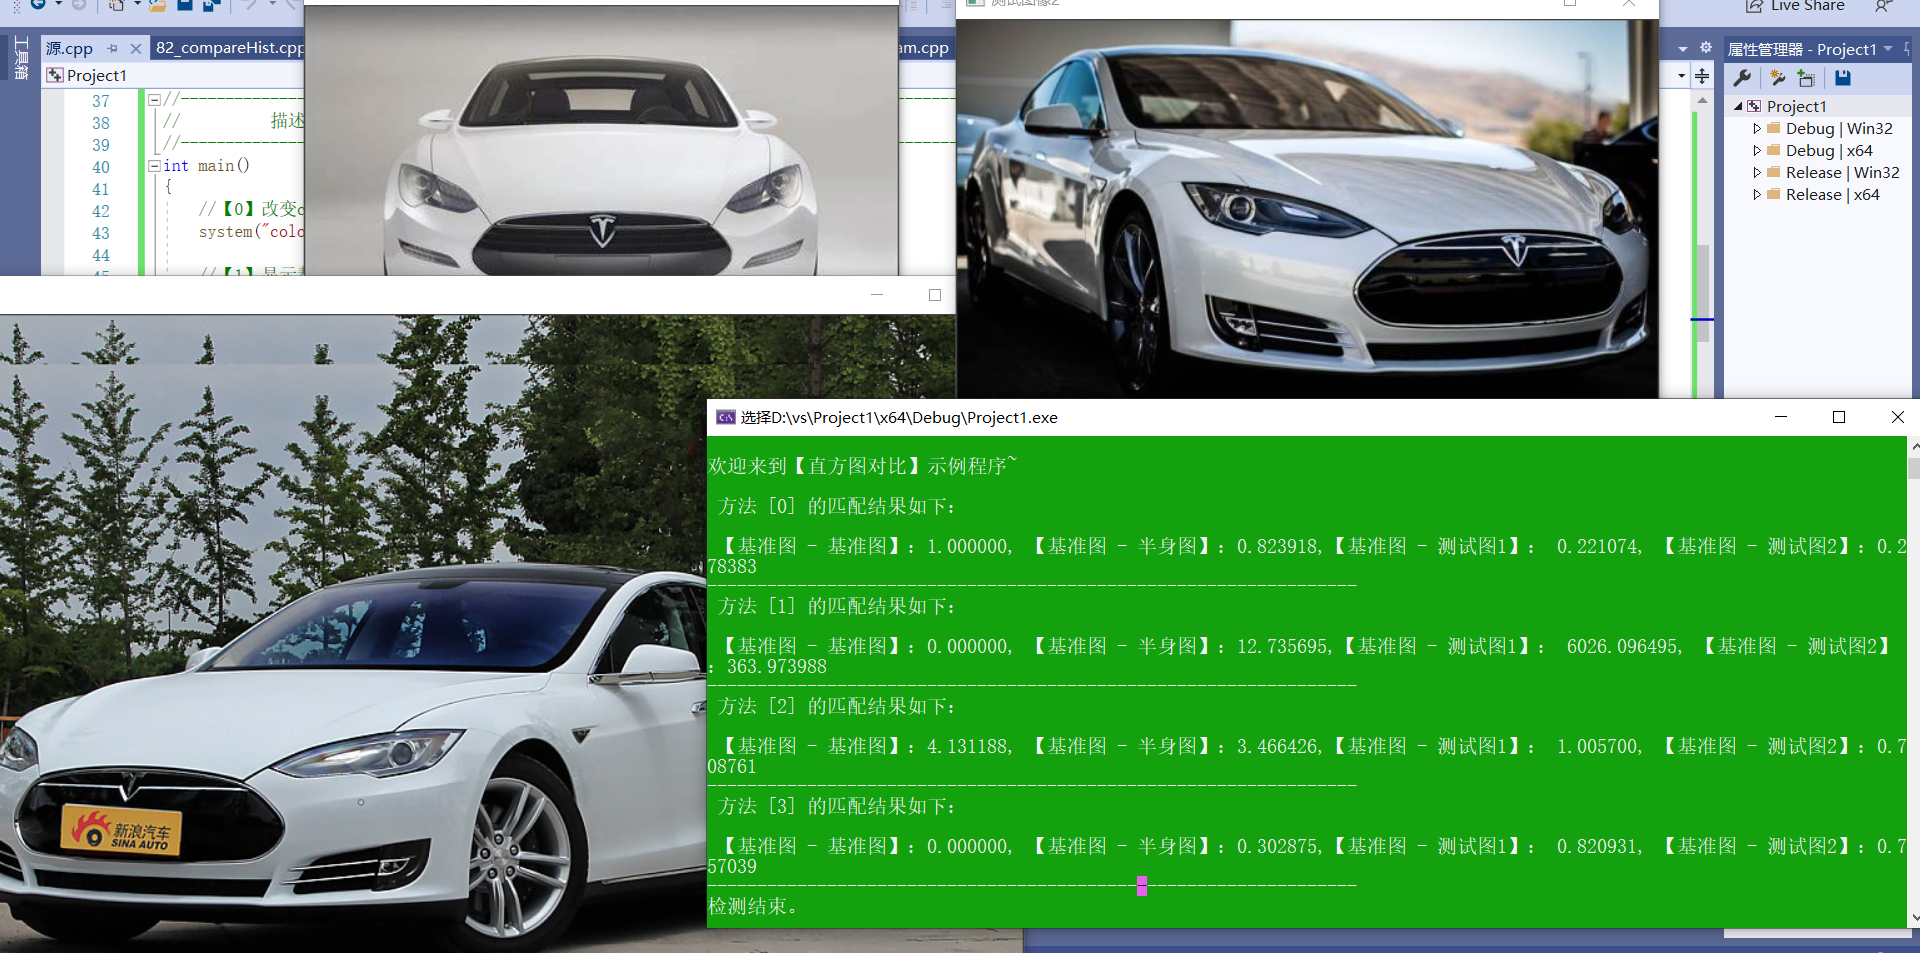 测试图像2
Live Share
工具箱
源.cpp
82_compareHist.cpp
am.cpp
属性管理器 - Project1
Project1
Project1
Debug | Win32
Debug | x64
Release | Win32
Release | x64
37 //----------------
38 // 描述
39 //----------------
40 int main()
41 {
42 //【0】改变c
43 system("colo
44
选择D:\vs\Project1\x64\Debug\Project1.exe
欢迎来到【直方图对比】示例程序~
方法 [0] 的匹配结果如下：
【基准图 - 基准图】：1.000000, 【基准图 - 半身图】：0.823918,【基准图 - 测试图1】： 0.221074, 【基准图 - 测试图2】：0.2
78383
-----------------------------------------------------------------
方法 [1] 的匹配结果如下：
【基准图 - 基准图】：0.000000, 【基准图 - 半身图】：12.735695,【基准图 - 测试图1】： 6026.096495, 【基准图 - 测试图2】
：363.973988
-----------------------------------------------------------------
方法 [2] 的匹配结果如下：
【基准图 - 基准图】：4.131188, 【基准图 - 半身图】：3.466426,【基准图 - 测试图1】： 1.005700, 【基准图 - 测试图2】：0.7
08761
-----------------------------------------------------------------
方法 [3] 的匹配结果如下：
【基准图 - 基准图】：0.000000, 【基准图 - 半身图】：0.302875,【基准图 - 测试图1】： 0.820931, 【基准图 - 测试图2】：0.7
57039
-----------------------------------------------------------------
检测结束。
新浪汽车
SINA AUTO